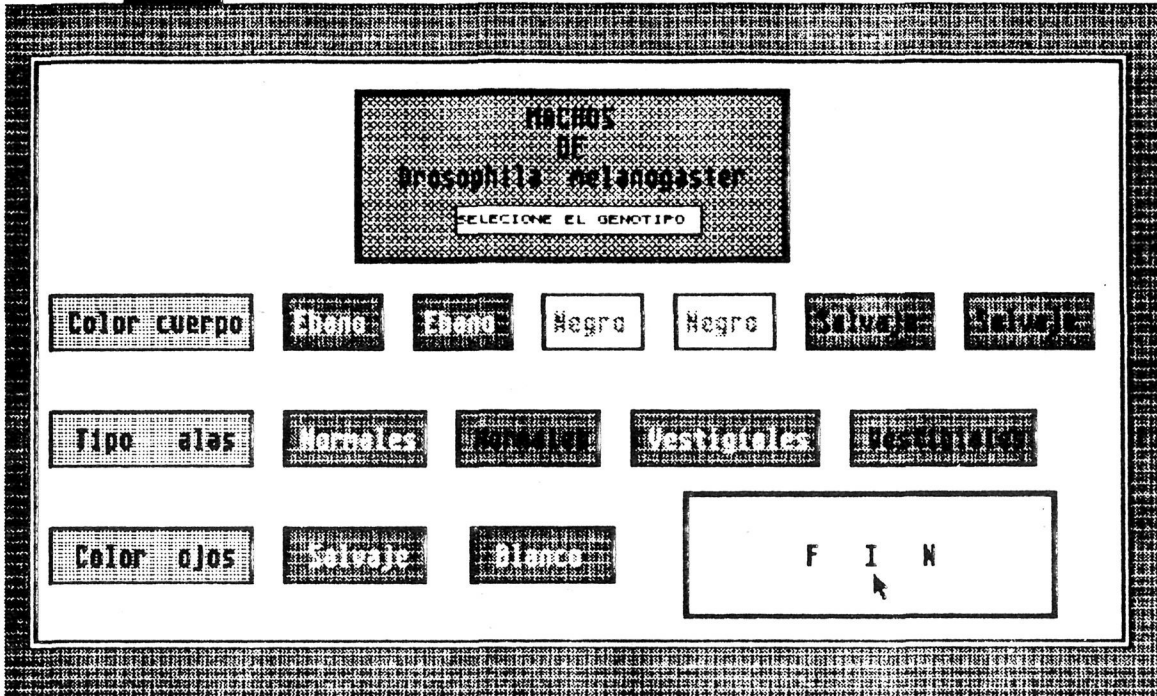 MACHOS
DE
Drosophila melanogaster
SELECIONE EL GENOTIPO
Color cuerpo Ebano Ebano Negro Negro Salvaje Salvaje
Tipo alas Normales Normales Vestigiales Vestigiales
Color ojos Salvaje Blanco
F I N